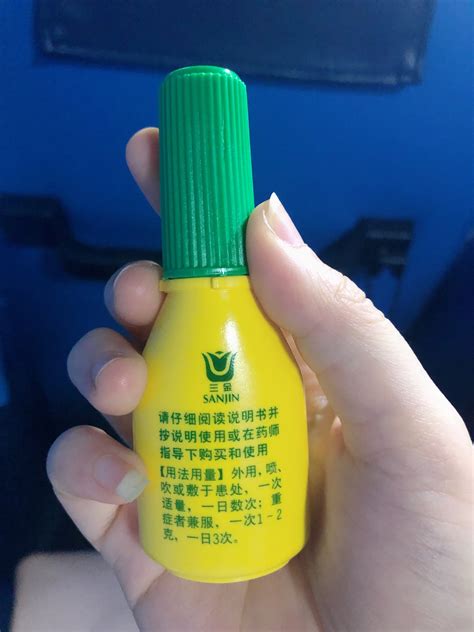 三金
SANJIN
请仔细阅读说明书并
按说明使用或在药师
指导下购买和使用
【用法用量】外用,喷、
吹或敷于患处,一次
适量,一日数次;重
症者兼服,一次1-2
克,一日3次。